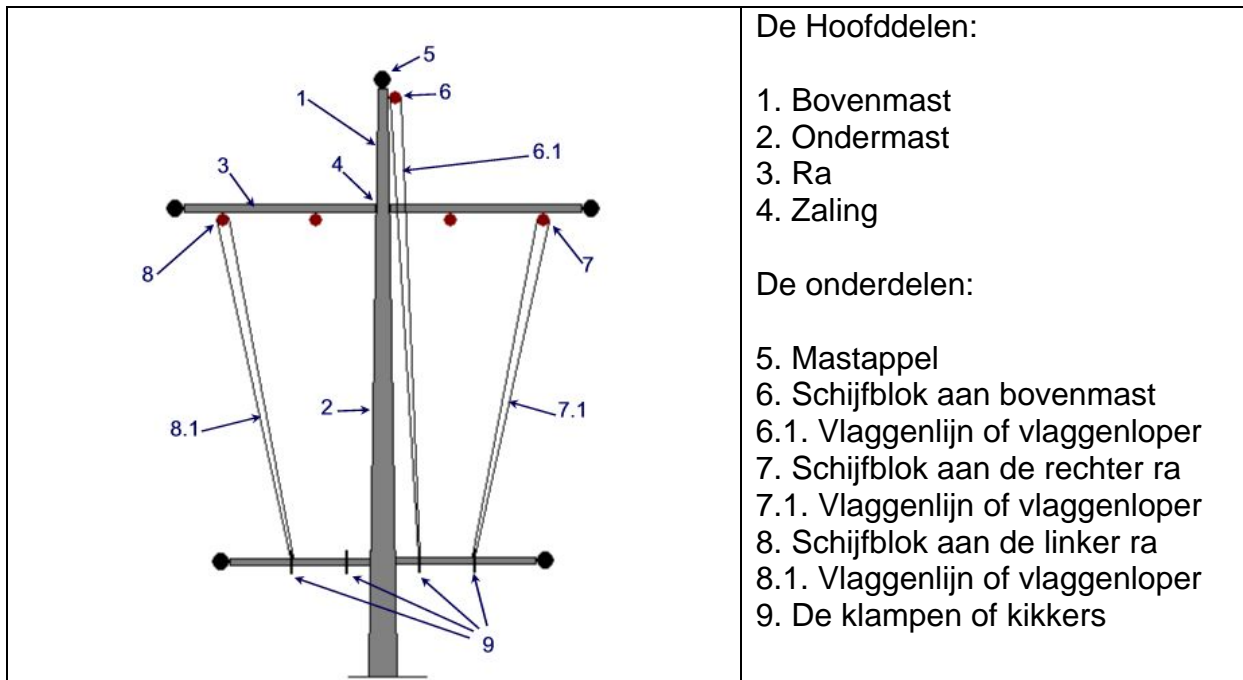 5
1
6
6.1
3
4
8
7
2
8.1
7.1
9
De Hoofddelen:
1. Bovenmast
2. Ondermast
3. Ra
4. Zaling
De onderdelen:
5. Mastappel
6. Schijfblok aan bovenmast
6.1. Vlaggenlijn of vlaggenloper
7. Schijfblok aan de rechter ra
7.1. Vlaggenlijn of vlaggenloper
8. Schijfblok aan de linker ra
8.1. Vlaggenlijn of vlaggenloper
9. De klampen of kikkers